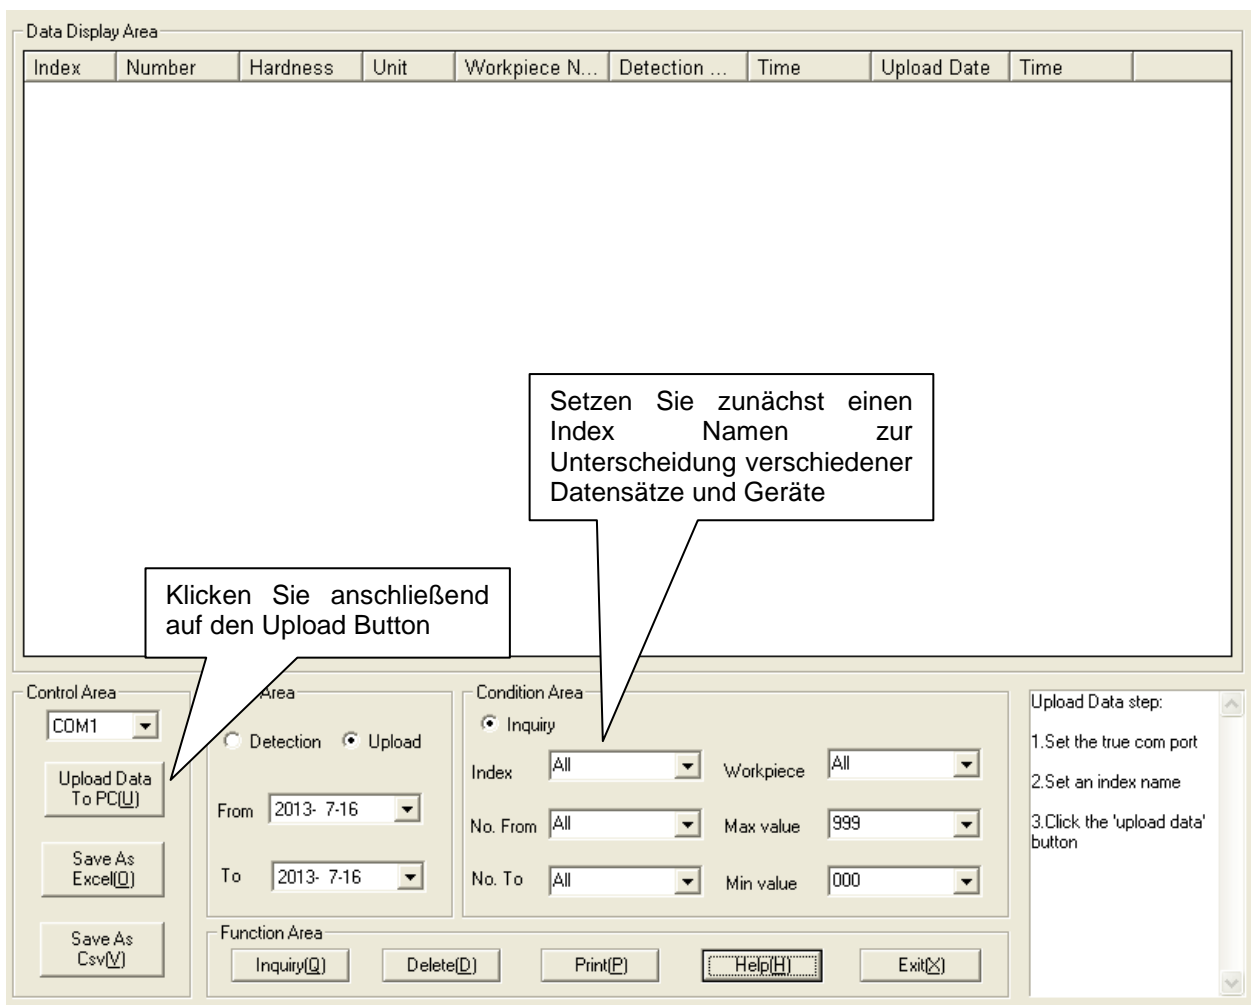 Data Display Area
Index Number Hardness Unit Workpiece N... Detection ... Time Upload Date Time
Setzen Sie zunächst einen
Index Namen zur
Unterscheidung verschiedener
Datensätze und Geräte
Klicken Sie anschließend
auf den Upload Button
Control Area
COM1
Upload Data
To PC(U)
Save As
Excel(O)
Save As
Csv(V)
Area
Detection Upload
From 2013- 7-16
To 2013- 7-16
Condition Area
Inquiry
Index All Workpiece All
No. From All Max value 999
No. To All Min value 000
Function Area
Inquiry(Q) Delete(D) Print(P) Help(H) Exit(X)
Upload Data step:
1.Set the true com port
2.Set an index name
3.Click the 'upload data'
button